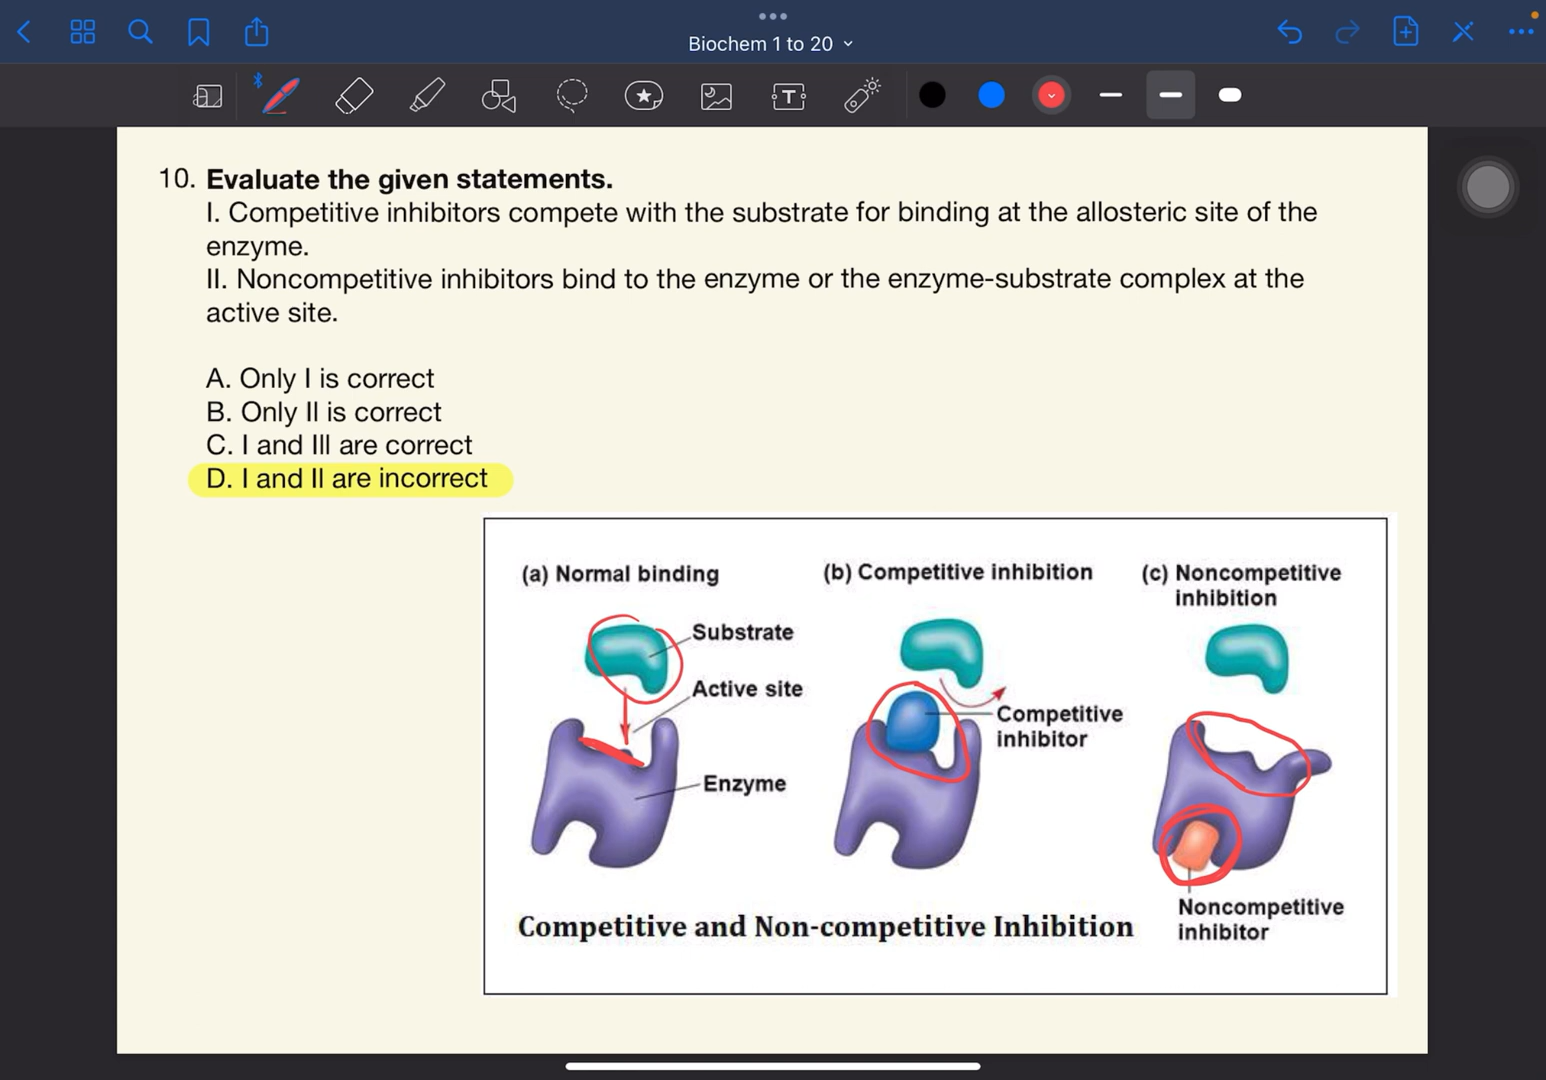 Biochem 1 to 20
T
10. Evaluate the given statements.
I. Competitive inhibitors compete with the substrate for binding at the allosteric site of the
enzyme.
II. Noncompetitive inhibitors bind to the enzyme or the enzyme-substrate complex at the
active site.
A. Only I is correct
B. Only II is correct
C. I and III are correct
D. I and II are incorrect
(a) Normal binding
Substrate
Active site
Enzyme
(b) Competitive inhibition
Competitive
inhibitor
(c) Noncompetitive
inhibition
Noncompetitive
inhibitor
Competitive and Non-competitive Inhibition